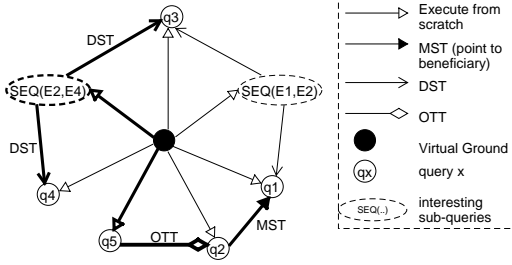 q3
DST
SEQ(E2,E4)
SEQ(E1,E2)
DST
q4
q1
q5
OTT
q2
MST
Execute from
scratch
MST (point to
beneficiary)
DST
OTT
Virtual Ground
qx
query x
SEQ(..)
interesting
sub-queries